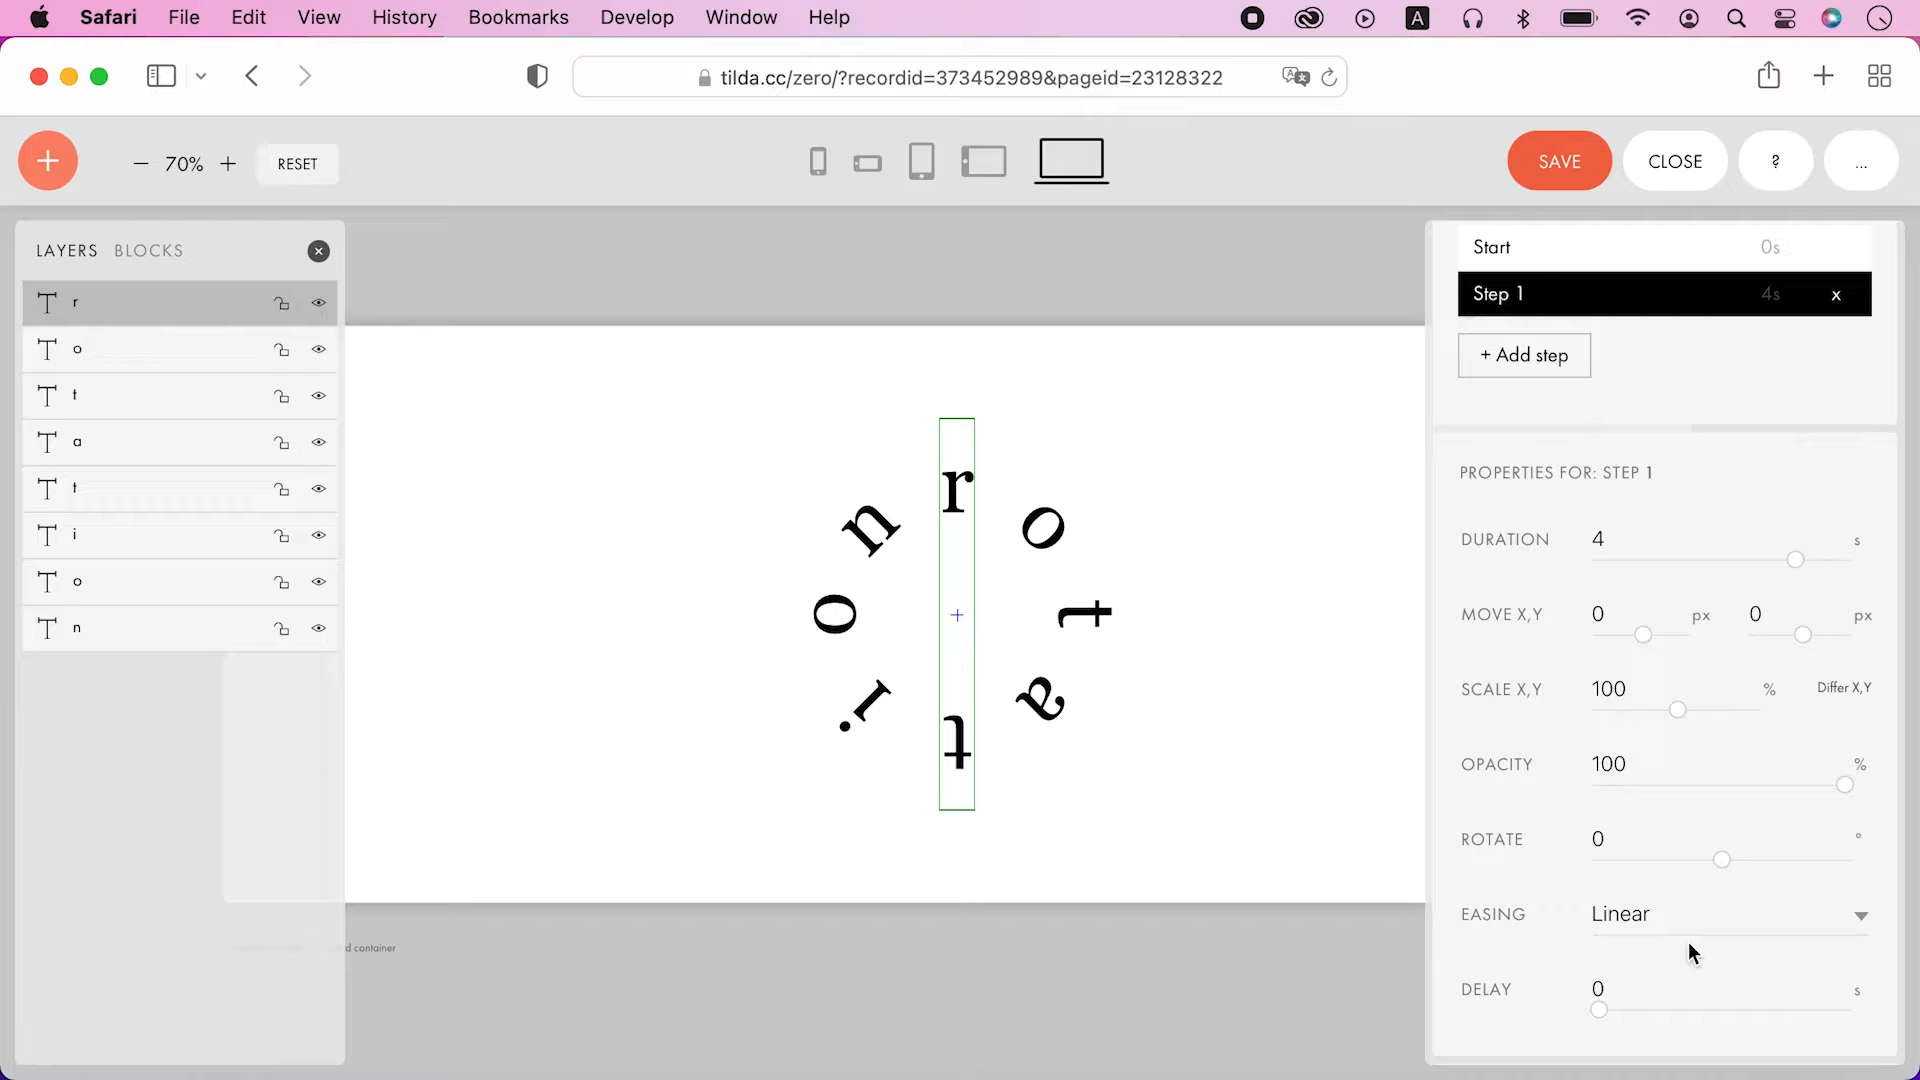 Safari File Edit View History Bookmarks Develop Window Help A
tilda.cc/zero/?recordid=373452989&pageid=23128322
+ − 70% + RESET SAVE CLOSE ? ...
LAYERS BLOCKS
T r
T o
T t
T a
T t
T i
T o
T n
r
o
t
a
t
i
o
n
d container
Start 0s
Step 1 4s x
+ Add step
PROPERTIES FOR: STEP 1
DURATION 4 s
MOVE X,Y 0 px 0 px
SCALE X,Y 100 % Differ X,Y
OPACITY 100 %
ROTATE 0 °
EASING Linear
DELAY 0 s